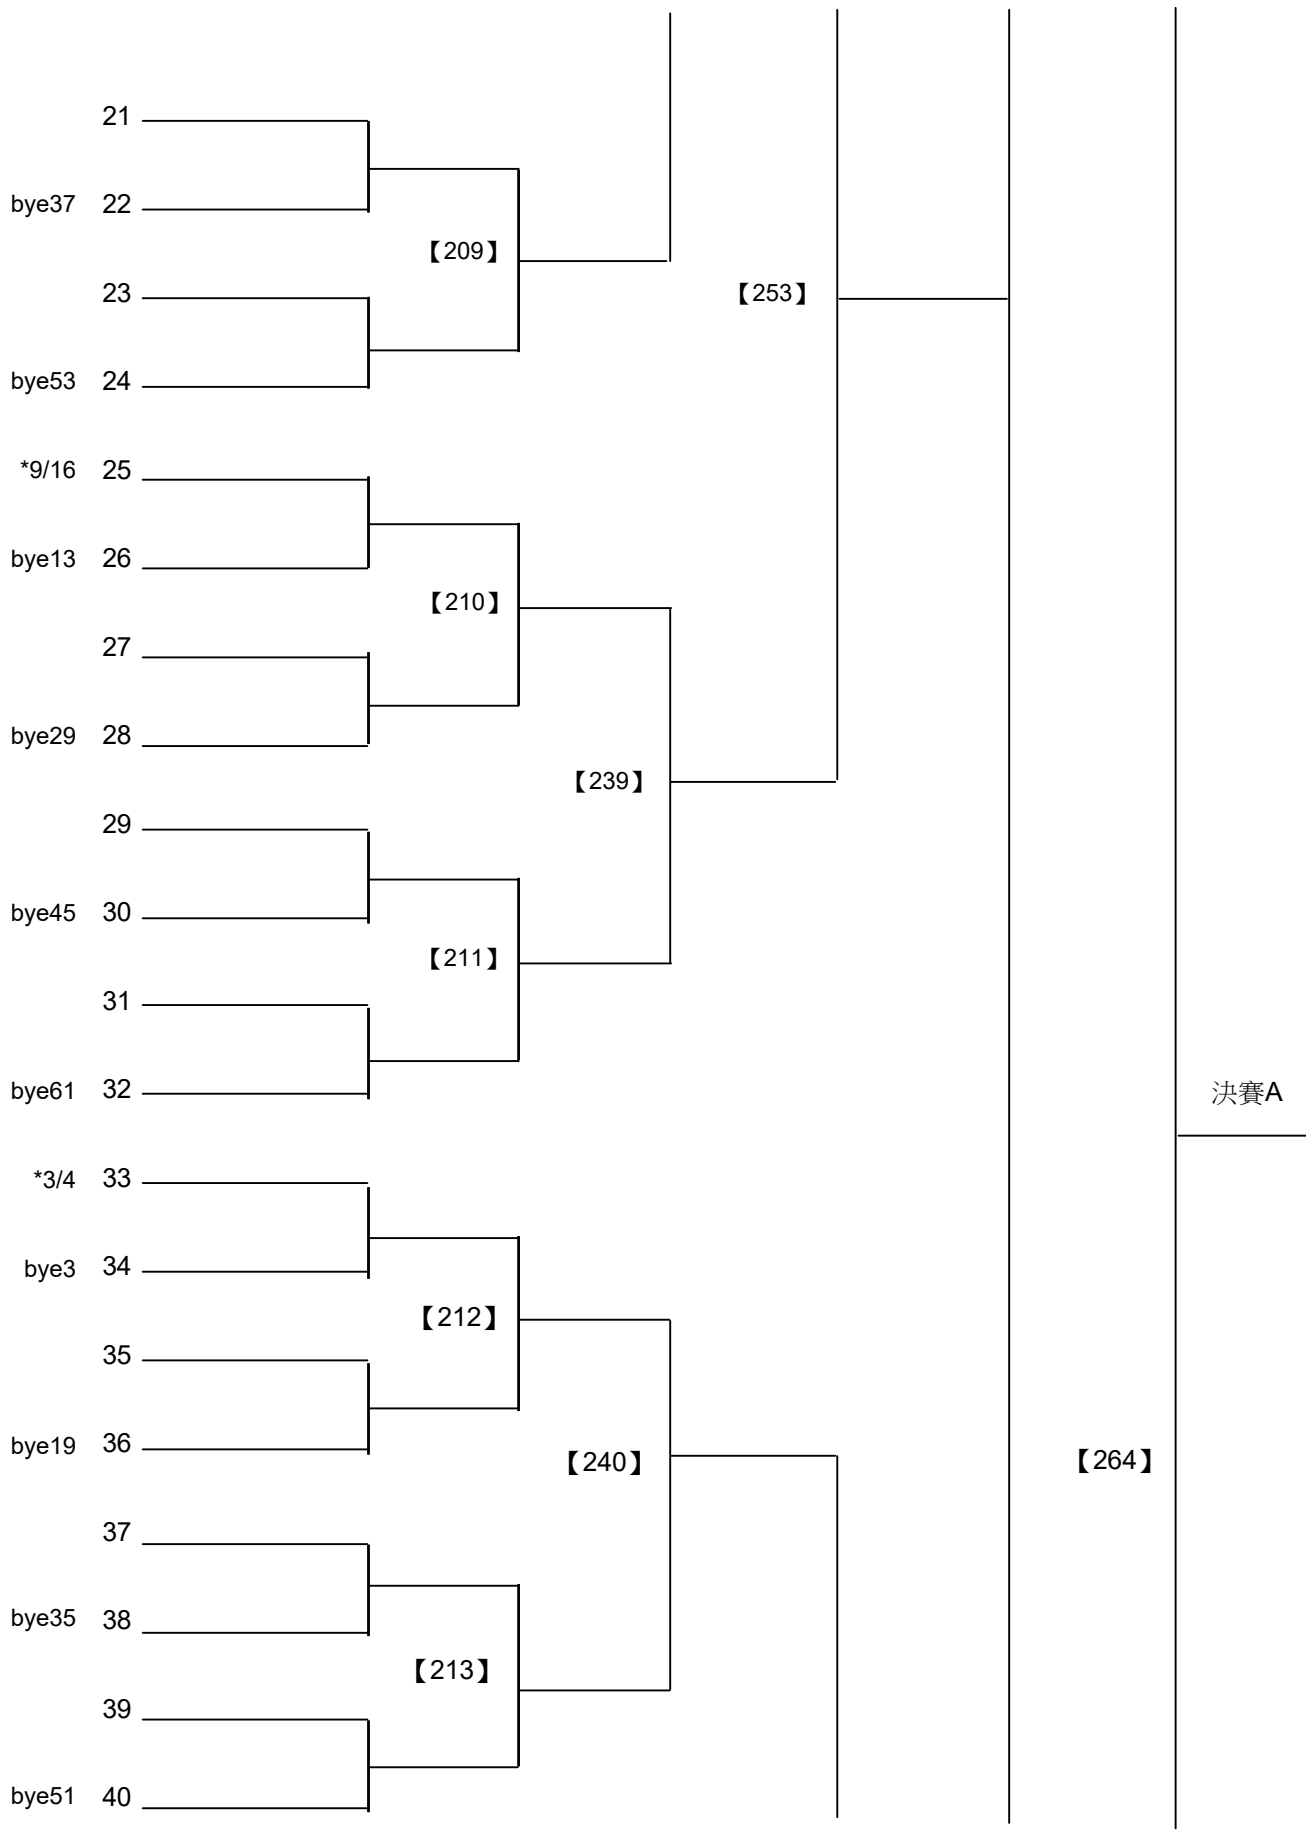 21
bye37 22
【209】
23
【253】
bye53 24
*9/16 25
bye13 26
【210】
27
bye29 28
【239】
29
bye45 30
【211】
31
bye61 32
決賽A
*3/4 33
bye3 34
【212】
35
bye19 36
【240】
【264】
37
bye35 38
【213】
39
bye51 40